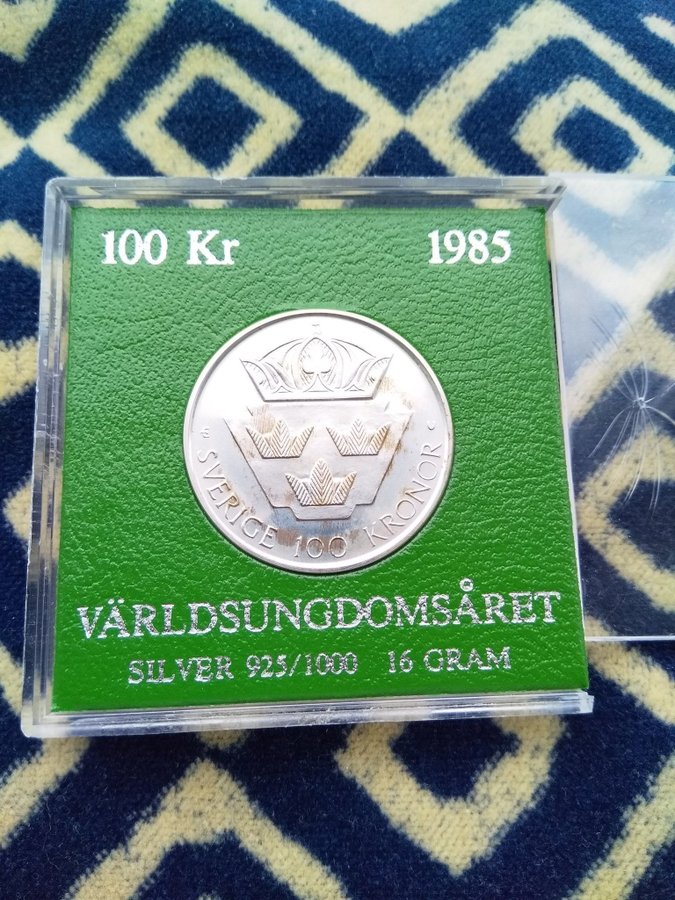 100 Kr 1985
SVERIGE 100 KRONOR
VÄRLDSUNGDOMSÅRET
SILVER 925/1000 16 GRAM